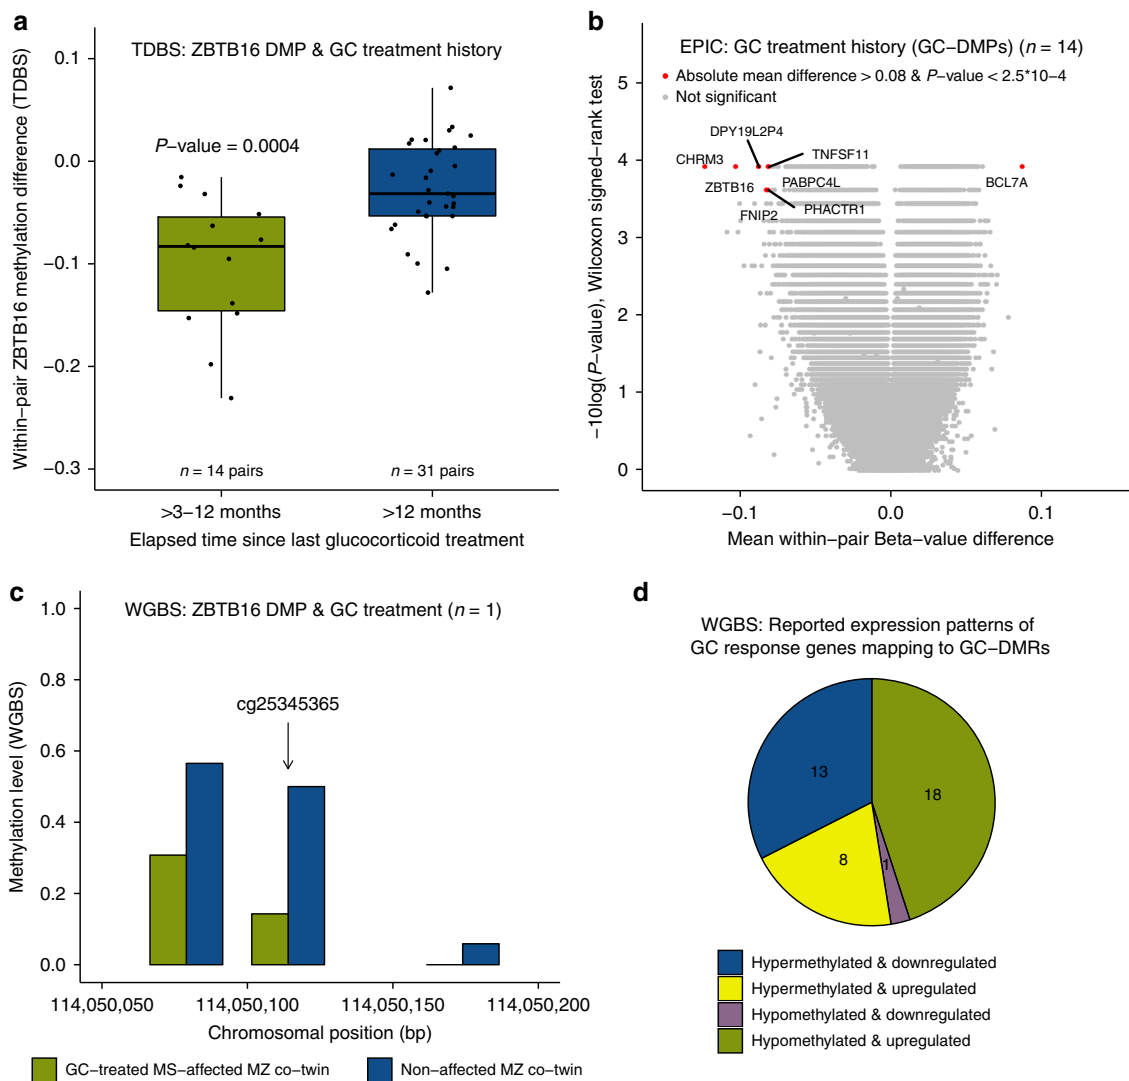 a
TDBS: ZBTB16 DMP & GC treatment history
Within−pair ZBTB16 methylation difference (TDBS)
0.1
0.0
−0.1
−0.2
−0.3
P−value = 0.0004
n = 14 pairs
n = 31 pairs
>3−12 months
>12 months
Elapsed time since last glucocorticoid treatment
b
EPIC: GC treatment history (GC−DMPs) (n = 14)
Absolute mean difference > 0.08 & P−value < 2.5*10−4
Not significant
−10log(P−value), Wilcoxon signed−rank test
5
4
3
2
1
0
DPY19L2P4
CHRM3
TNFSF11
ZBTB16
PABPC4L
BCL7A
FNIP2
PHACTR1
−0.1
0.0
0.1
Mean within−pair Beta−value difference
c
WGBS: ZBTB16 DMP & GC treatment (n = 1)
Methylation level (WGBS)
1.0
0.8
0.6
0.4
0.2
0.0
cg25345365
114,050,050
114,050,100
114,050,150
114,050,200
Chromosomal position (bp)
GC−treated MS−affected MZ co−twin
Non−affected MZ co−twin
d
WGBS: Reported expression patterns of
GC response genes mapping to GC−DMRs
13
18
8
1
Hypermethylated & downregulated
Hypermethylated & upregulated
Hypomethylated & downregulated
Hypomethylated & upregulated